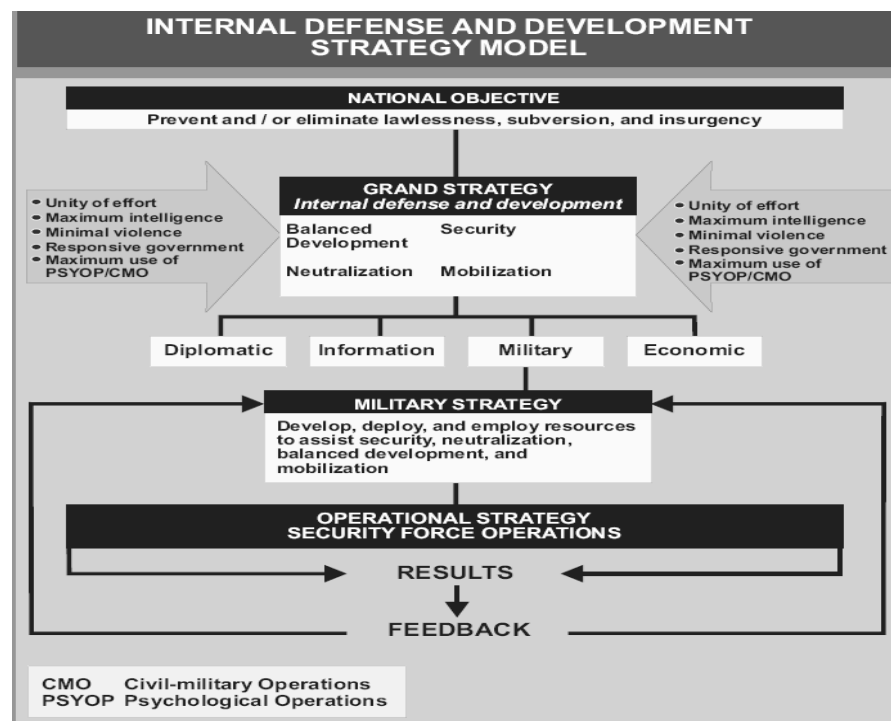 INTERNAL DEFENSE AND DEVELOPMENT
STRATEGY MODEL
NATIONAL OBJECTIVE
Prevent and / or eliminate lawlessness, subversion, and insurgency
• Unity of effort
• Maximum intelligence
• Minimal violence
• Responsive government
• Maximum use of
PSYOP/CMO
GRAND STRATEGY
Internal defense and development
Balanced
Development
Security
Neutralization
Mobilization
• Unity of effort
• Maximum intelligence
• Minimal violence
• Responsive government
• Maximum use of
PSYOP/CMO
Diplomatic
Information
Military
Economic
MILITARY STRATEGY
Develop, deploy, and employ resources
to assist security, neutralization,
balanced development, and
mobilization
OPERATIONAL STRATEGY
SECURITY FORCE OPERATIONS
RESULTS
FEEDBACK
CMO Civil-military Operations
PSYOP Psychological Operations